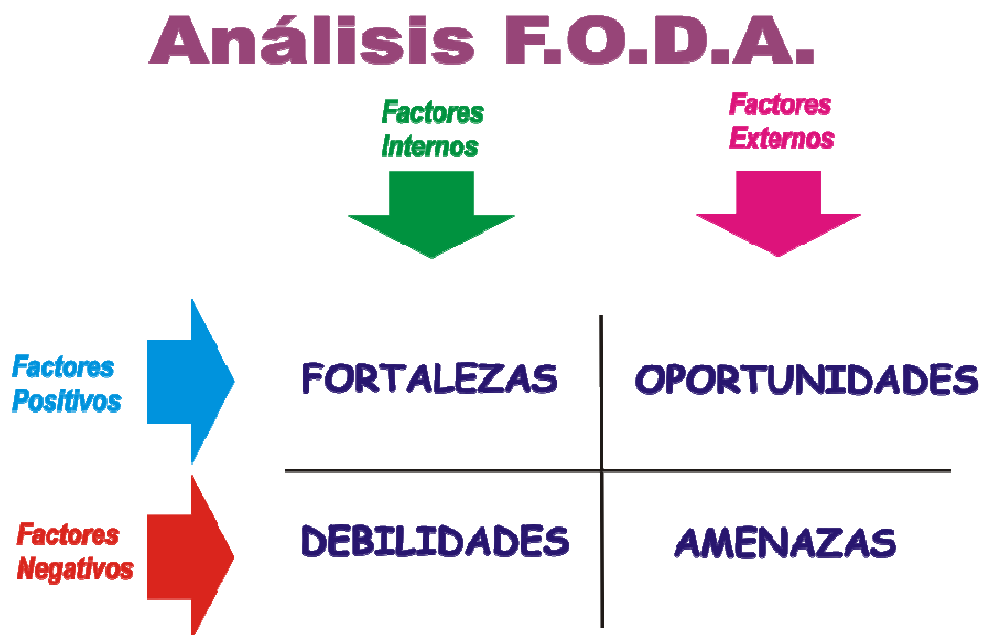 Análisis F.O.D.A.
Factores
Internos
Factores
Externos
Factores
Positivos
FORTALEZAS
OPORTUNIDADES
Factores
Negativos
DEBILIDADES
AMENAZAS